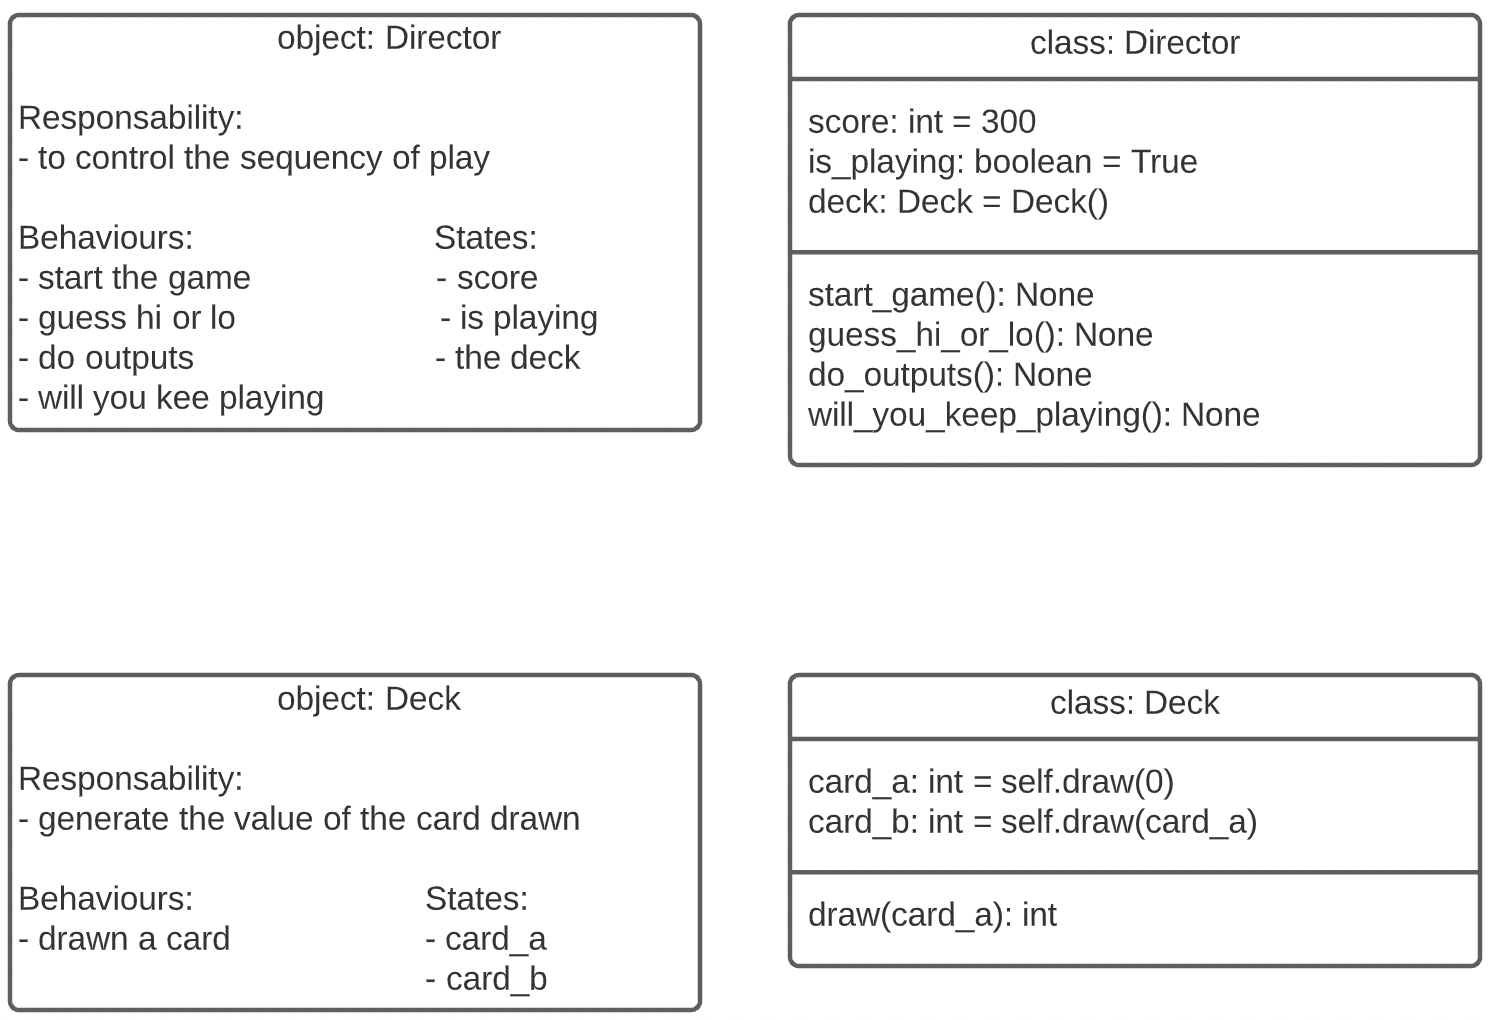 object: Director
Responsability:
- to control the sequency of play
Behaviours:
- start the game
- guess hi or lo
- do outputs
- will you kee playing
States:
- score
- is playing
- the deck
class: Director
score: int = 300
is_playing: boolean = True
deck: Deck = Deck()
start_game(): None
guess_hi_or_lo(): None
do_outputs(): None
will_you_keep_playing(): None
object: Deck
Responsability:
- generate the value of the card drawn
Behaviours:
- drawn a card
States:
- card_a
- card_b
class: Deck
card_a: int = self.draw(0)
card_b: int = self.draw(card_a)
draw(card_a): int